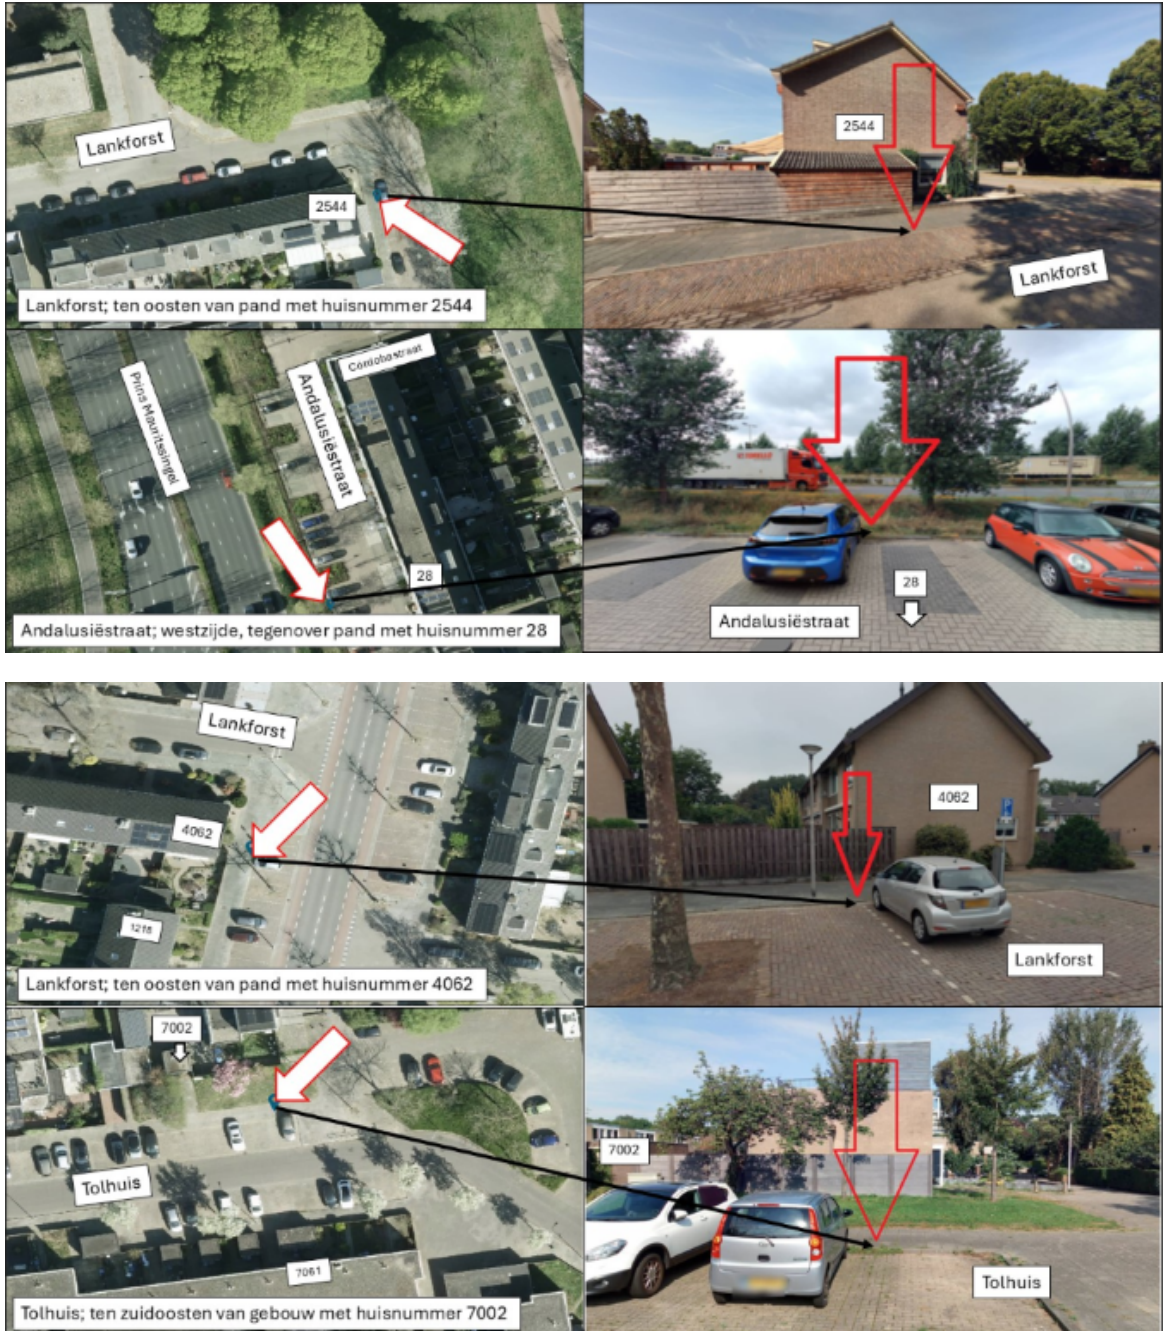 Lankforst
2544
Lankforst; ten oosten van pand met huisnummer 2544
2544
Lankforst
Prins Mauritssingel
Andalusiëstraat
Cordobastraat
28
Andalusiëstraat; westzijde, tegenover pand met huisnummer 28
28
Andalusiëstraat
Lankforst
4062
1216
Lankforst; ten oosten van pand met huisnummer 4062
4062
P
Lankforst
7002
Tolhuis
7061
Tolhuis; ten zuidoosten van gebouw met huisnummer 7002
7002
Tolhuis